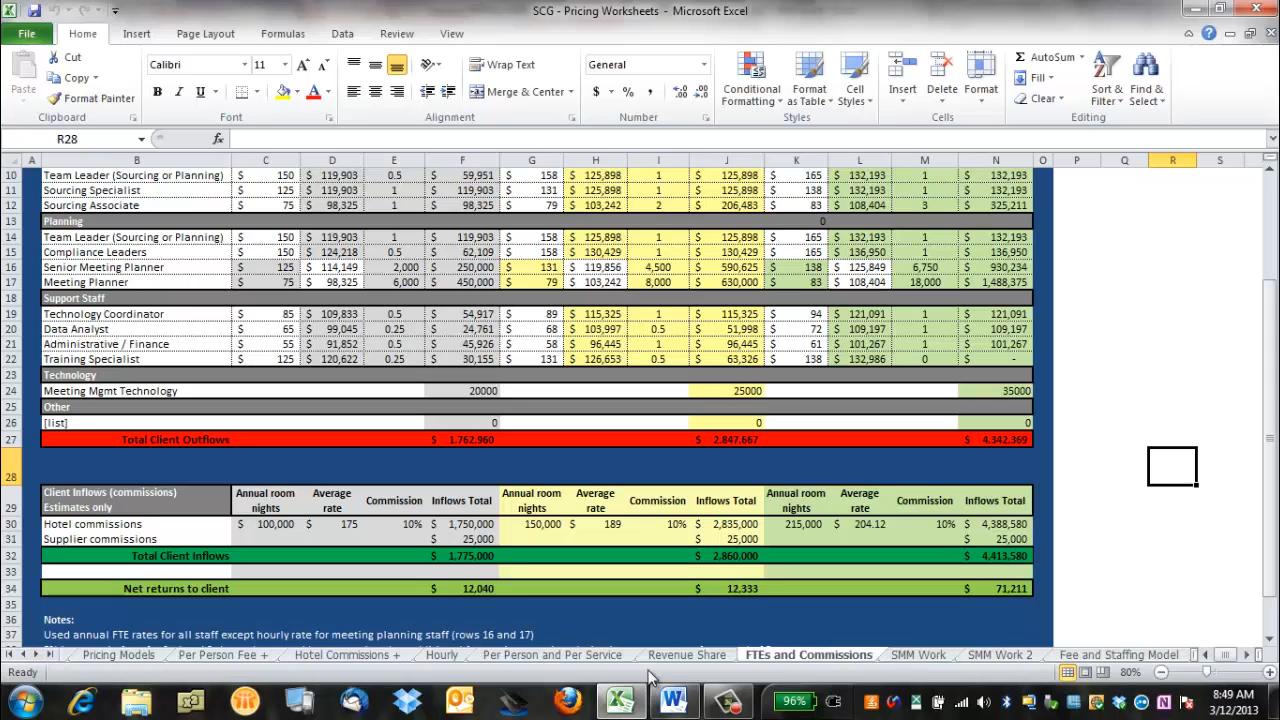 SCG - Pricing Worksheets - Microsoft Excel
File Home Insert Page Layout Formulas Data Review View
Paste Cut Copy Format Painter
Calibri 11 B I U A A A
Wrap Text Merge & Center
General $ % ,
Conditional Formatting Format as Table Cell Styles
Insert Delete Format
Σ AutoSum Fill Clear Sort & Filter Find & Select
Clipboard Font Alignment Number Styles Cells Editing
R28 fx
A B C D E F G H I J K L M N O P Q R S
10 Team Leader (Sourcing or Planning) $ 150 $ 119,903 0.5 $ 59,951 $ 158 $ 125,898 1 $ 125,898 $ 165 $ 132,193 1 $ 132,193
11 Sourcing Specialist $ 125 $ 119,903 1 $ 119,903 $ 131 $ 125,898 1 $ 125,898 $ 138 $ 132,193 1 $ 132,193
12 Sourcing Associate $ 75 $ 98,325 1 $ 98,325 $ 79 $ 103,242 2 $ 206,483 $ 83 $ 108,404 3 $ 325,211
13 Planning 0
14 Team Leader (Sourcing or Planning) $ 150 $ 119,903 1 $ 119,903 $ 158 $ 125,898 1 $ 125,898 $ 165 $ 132,193 1 $ 132,193
15 Compliance Leaders $ 150 $ 124,218 0.5 $ 62,109 $ 158 $ 130,429 1 $ 130,429 $ 165 $ 136,950 1 $ 136,950
16 Senior Meeting Planner $ 125 $ 114,149 2,000 $ 250,000 $ 131 $ 119,856 4,500 $ 590,625 $ 138 $ 125,849 6,750 $ 930,234
17 Meeting Planner $ 75 $ 98,325 6,000 $ 450,000 $ 79 $ 103,242 8,000 $ 630,000 $ 83 $ 108,404 18,000 $ 1,488,375
18 Support Staff
19 Technology Coordinator $ 85 $ 109,833 0.5 $ 54,917 $ 89 $ 115,325 1 $ 115,325 $ 94 $ 121,091 1 $ 121,091
20 Data Analyst $ 65 $ 99,045 0.25 $ 24,761 $ 68 $ 103,997 0.5 $ 51,998 $ 72 $ 109,197 1 $ 109,197
21 Administrative / Finance $ 55 $ 91,852 0.5 $ 45,926 $ 58 $ 96,445 1 $ 96,445 $ 61 $ 101,267 1 $ 101,267
22 Training Specialist $ 125 $ 120,622 0.25 $ 30,155 $ 131 $ 126,653 0.5 $ 63,326 $ 138 $ 132,986 0 $ -
23 Technology
24 Meeting Mgmt Technology 20000 25000 35000
25 Other
26 [list] 0 0 0
27 Total Client Outflows $ 1,762,960 $ 2,847,667 $ 4,342,369
28
Client Inflows (commissions) Annual room Average Annual room Average Annual room Average
29 Estimates only nights rate Commission Inflows Total nights rate Commission Inflows Total nights rate Commission Inflows Total
30 Hotel commissions $ 100,000 $ 175 10% $ 1,750,000 150,000 $ 189 10% $ 2,835,000 215,000 $ 204.12 10% $ 4,388,580
31 Supplier commissions $ 25,000 $ 25,000 $ 25,000
32 Total Client Inflows $ 1,775,000 $ 2,860,000 $ 4,413,580
33
34 Net returns to client $ 12,040 $ 12,333 $ 71,211
35
36 Notes:
37 Used annual FTE rates for all staff except hourly rate for meeting planning staff (rows 16 and 17)
Pricing Models Per Person Fee + Hotel Commissions + Hourly Per Person and Per Service Revenue Share FTEs and Commissions SMM Work SMM Work 2 Fee and Staffing Model
Ready 80%
96% 8:49 AM
3/12/2013